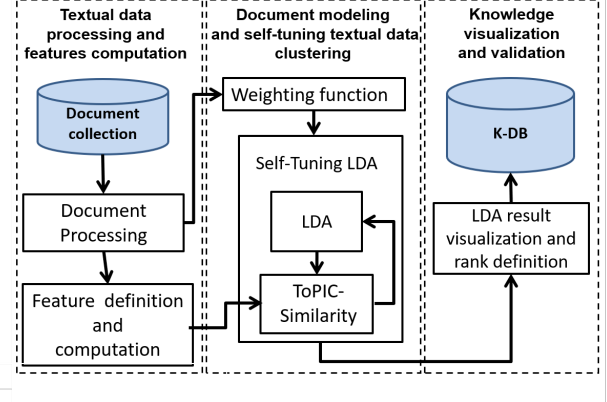 Textual data
processing and
features computation
Document
collection
Document
Processing
Feature definition
and
computation
Document modeling
and self-tuning textual data
clustering
Weighting function
Self-Tuning LDA
LDA
ToPIC-
Similarity
Knowledge
visualization
and validation
K-DB
LDA result
visualization and
rank definition